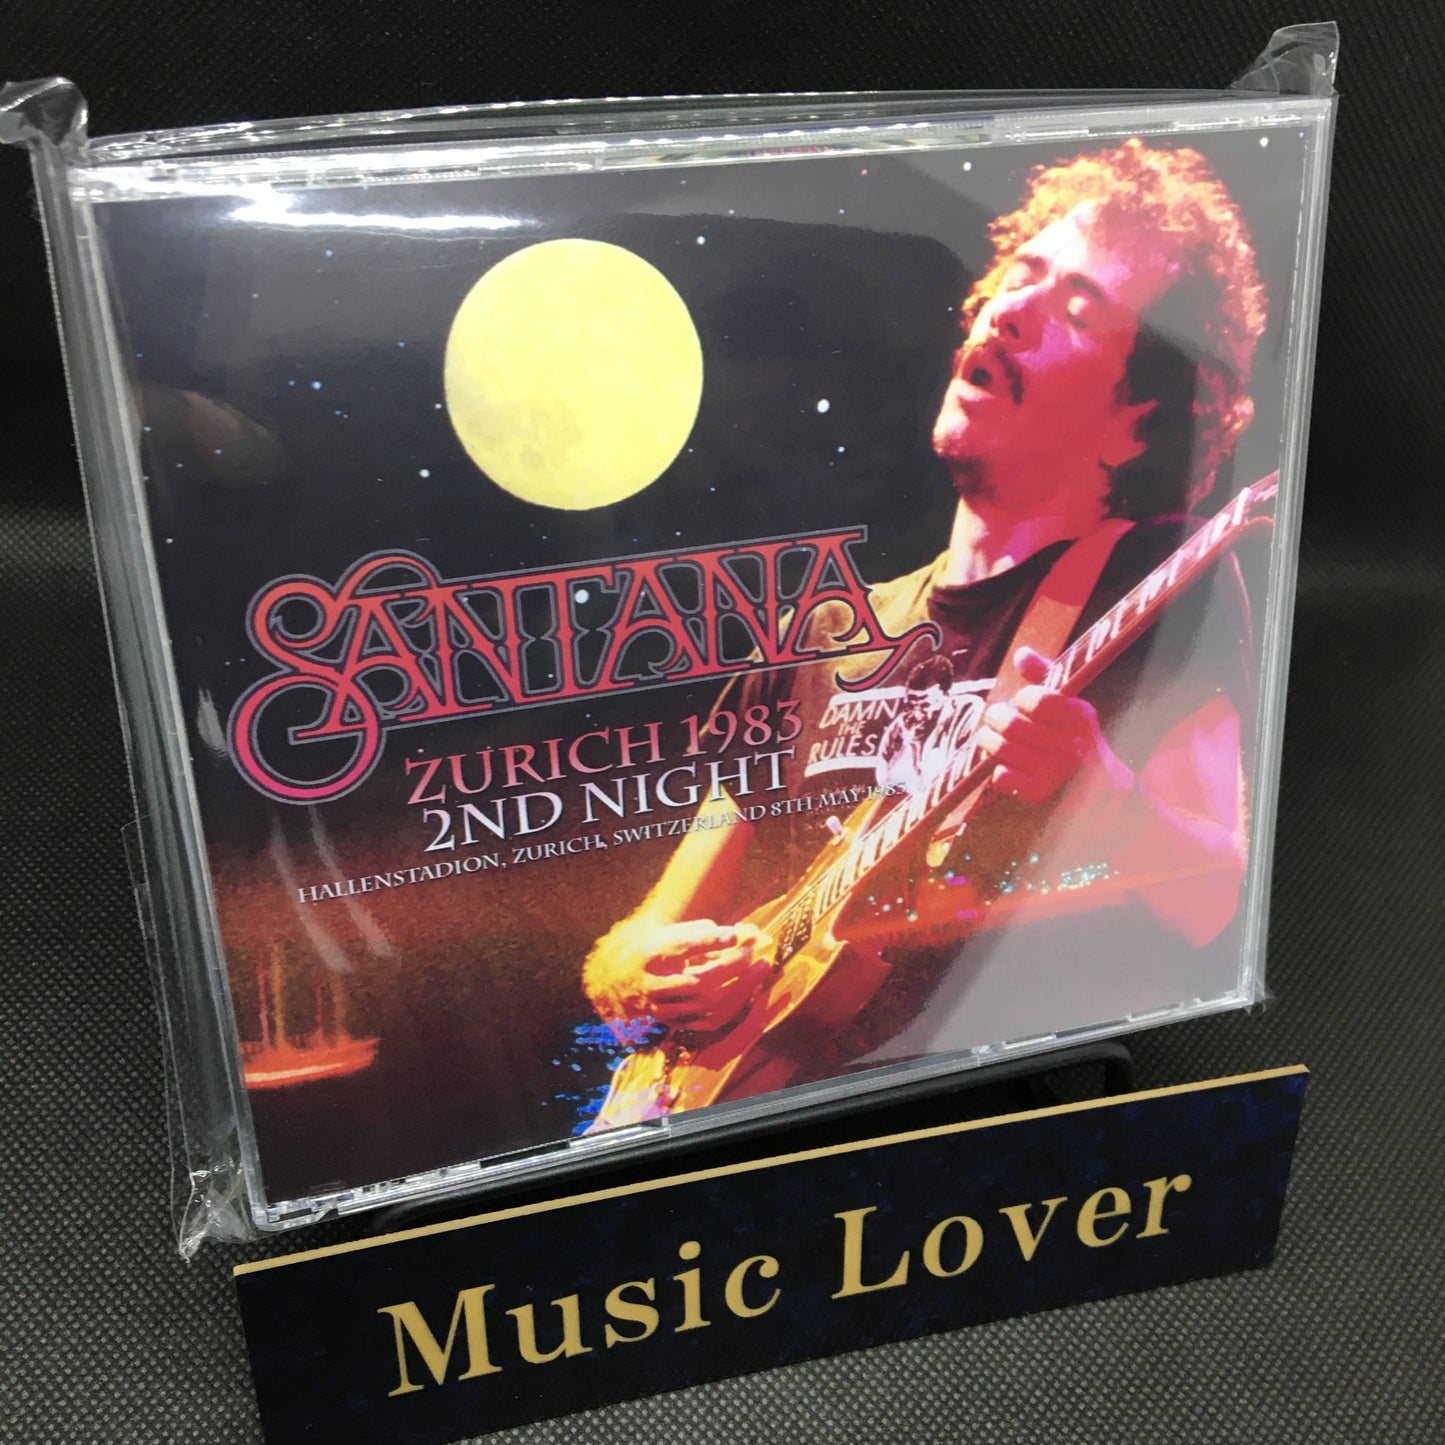 SANTANA
ZURICH 1983
2ND NIGHT
HALLENSTADION, ZURICH, SWITZERLAND 8TH MAY 1983
DAMN
THE
RULES
Music Lover